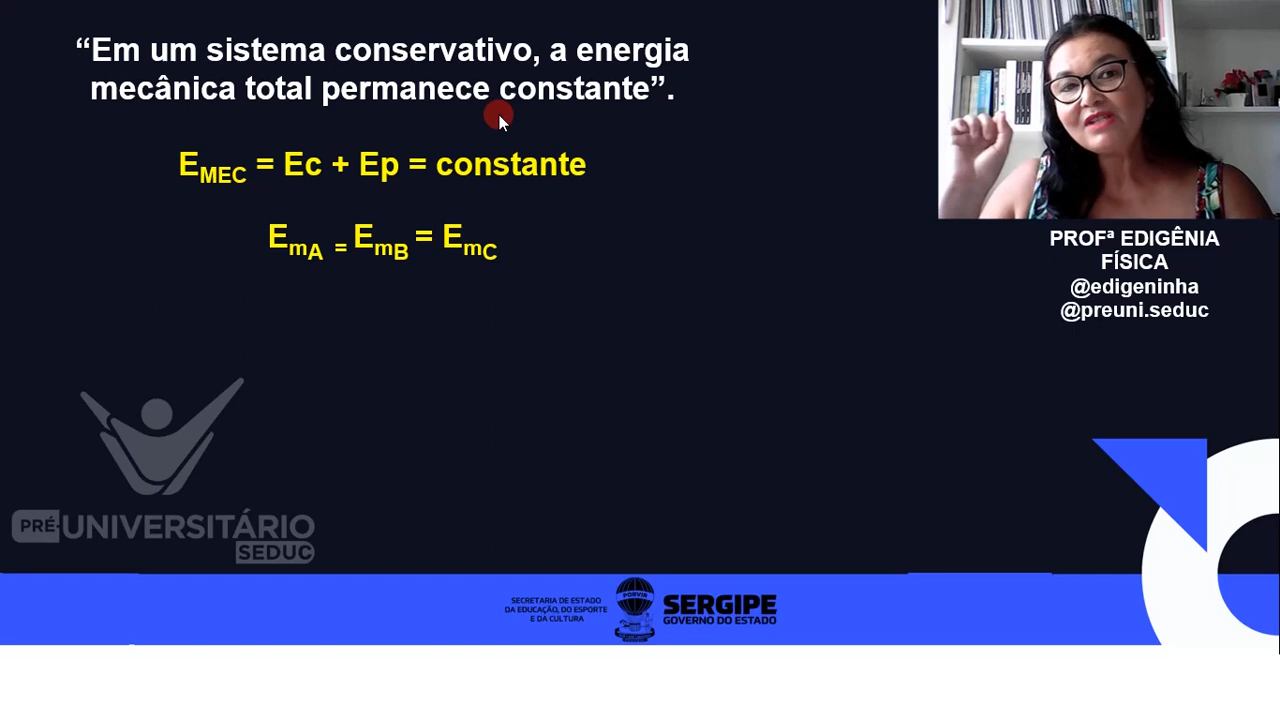 “Em um sistema conservativo, a energia
mecânica total permanece constante”.
EMEC = Ec + Ep = constante
EmA = EmB = EmC
PROFª EDIGÊNIA
FÍSICA
@edigeninha
@preuni.seduc
PRÉ-UNIVERSITÁRIO
SEDUC
SECRETARIA DE ESTADO
DA EDUCAÇÃO, DO ESPORTE
E DA CULTURA
PORVIR
SERGIPE
GOVERNO DO ESTADO